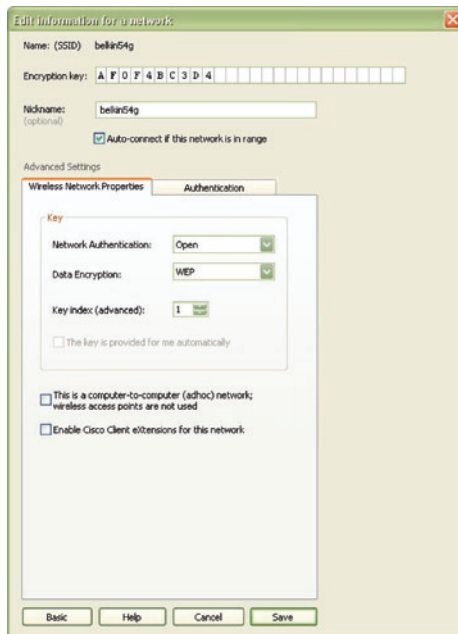 Edit information for a network
Name: (SSID) belkin54g
Encryption key: A F 0 F 4 B C 3 D 4
Nickname: belkin54g
(optional)
Auto-connect if this network is in range
Advanced Settings
Wireless Network Properties Authentication
Key
Network Authentication: Open
Data Encryption: WEP
Key index (advanced): 1
The key is provided for me automatically
This is a computer-to-computer (adhoc) network;
wireless access points are not used
Enable Cisco Client eXtensions for this network
Basic Help Cancel Save